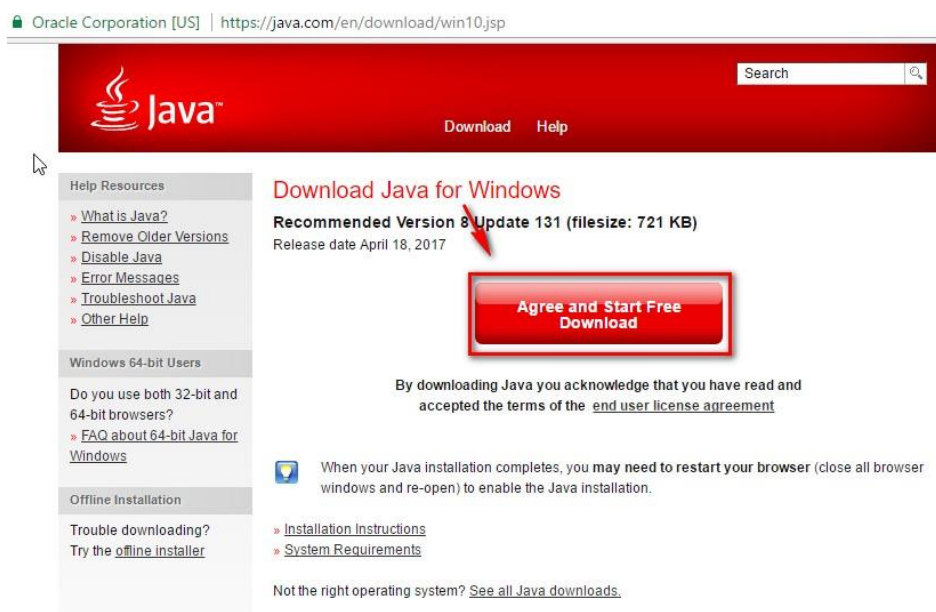 Oracle Corporation [US] | https://java.com/en/download/win10.jsp
Search
Java™
Download Help
Help Resources
» What is Java?
» Remove Older Versions
» Disable Java
» Error Messages
» Troubleshoot Java
» Other Help
Windows 64-bit Users
Do you use both 32-bit and
64-bit browsers?
» FAQ about 64-bit Java for
Windows
Offline Installation
Trouble downloading?
Try the offline installer
Download Java for Windows
Recommended Version 8 Update 131 (filesize: 721 KB)
Release date April 18, 2017
Agree and Start Free
Download
By downloading Java you acknowledge that you have read and
accepted the terms of the end user license agreement
When your Java installation completes, you may need to restart your browser (close all browser
windows and re-open) to enable the Java installation.
» Installation Instructions
» System Requirements
Not the right operating system? See all Java downloads.